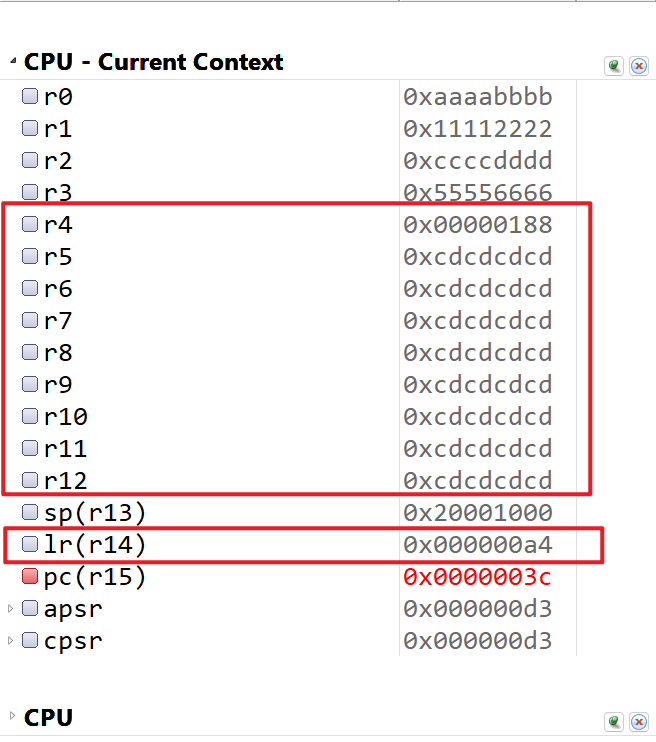 CPU - Current Context
r0 0xaaaabbbb
r1 0x11112222
r2 0xccccdddd
r3 0x55556666
r4 0x00000188
r5 0xcdcdcdcd
r6 0xcdcdcdcd
r7 0xcdcdcdcd
r8 0xcdcdcdcd
r9 0xcdcdcdcd
r10 0xcdcdcdcd
r11 0xcdcdcdcd
r12 0xcdcdcdcd
sp(r13) 0x20001000
lr(r14) 0x000000a4
pc(r15) 0x0000003c
apsr 0x000000d3
cpsr 0x000000d3
CPU